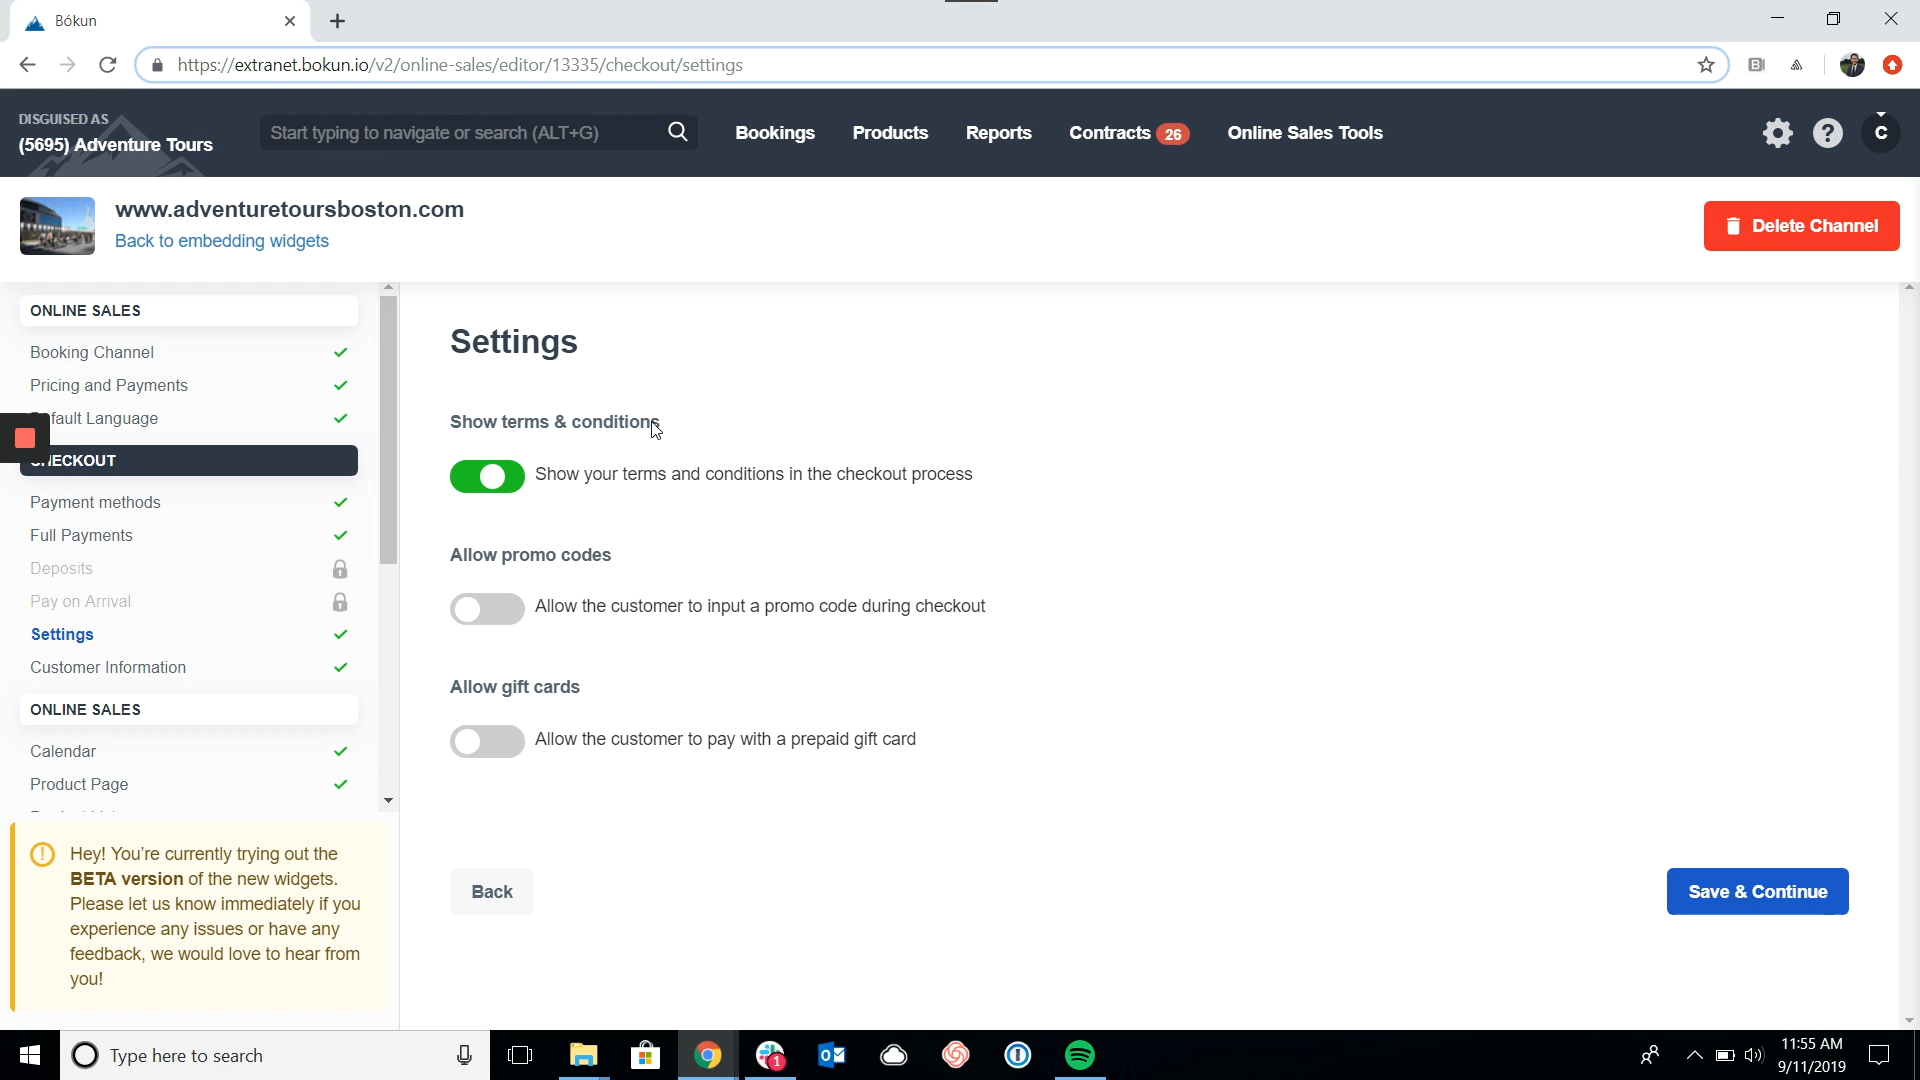 Bókun
https://extranet.bokun.io/v2/online-sales/editor/13335/checkout/settings
DISGUISED AS
(5695) Adventure Tours
Start typing to navigate or search (ALT+G)
Bookings
Products
Reports
Contracts 26
Online Sales Tools
C
www.adventuretoursboston.com
Back to embedding widgets
Delete Channel
ONLINE SALES
Booking Channel
Pricing and Payments
fault Language
HECKOUT
Payment methods
Full Payments
Deposits
Pay on Arrival
Settings
Customer Information
ONLINE SALES
Calendar
Product Page
Hey! You're currently trying out the
BETA version of the new widgets.
Please let us know immediately if you
experience any issues or have any
feedback, we would love to hear from
you!
Settings
Show terms & conditions
Show your terms and conditions in the checkout process
Allow promo codes
Allow the customer to input a promo code during checkout
Allow gift cards
Allow the customer to pay with a prepaid gift card
Back
Save & Continue
Type here to search
1
11:55 AM
9/11/2019